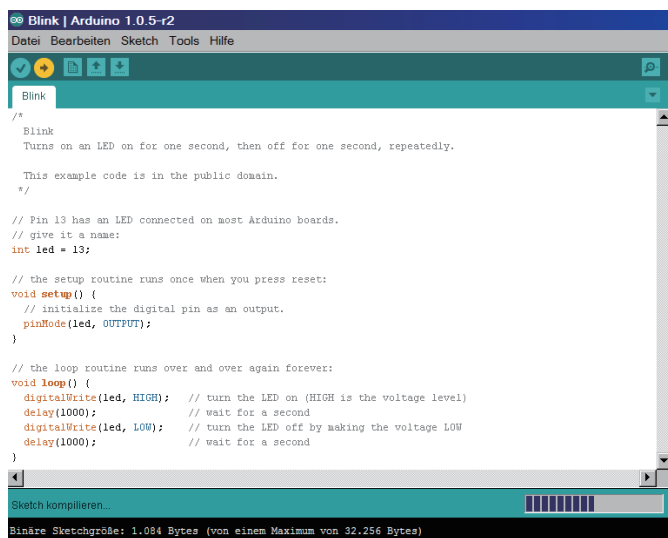 Blink | Arduino 1.0.5-r2
Datei Bearbeiten Sketch Tools Hilfe
Blink
/*
  Blink
  Turns on an LED on for one second, then off for one second, repeatedly.

  This example code is in the public domain.
 */

// Pin 13 has an LED connected on most Arduino boards.
// give it a name:
int led = 13;

// the setup routine runs once when you press reset:
void setup() {
  // initialize the digital pin as an output.
  pinMode(led, OUTPUT);
}

// the loop routine runs over and over again forever:
void loop() {
  digitalWrite(led, HIGH);   // turn the LED on (HIGH is the voltage level)
  delay(1000);               // wait for a second
  digitalWrite(led, LOW);    // turn the LED off by making the voltage LOW
  delay(1000);               // wait for a second
}
Sketch kompilieren...
Binäre Sketchgröße: 1.084 Bytes (von einem Maximum von 32.256 Bytes)